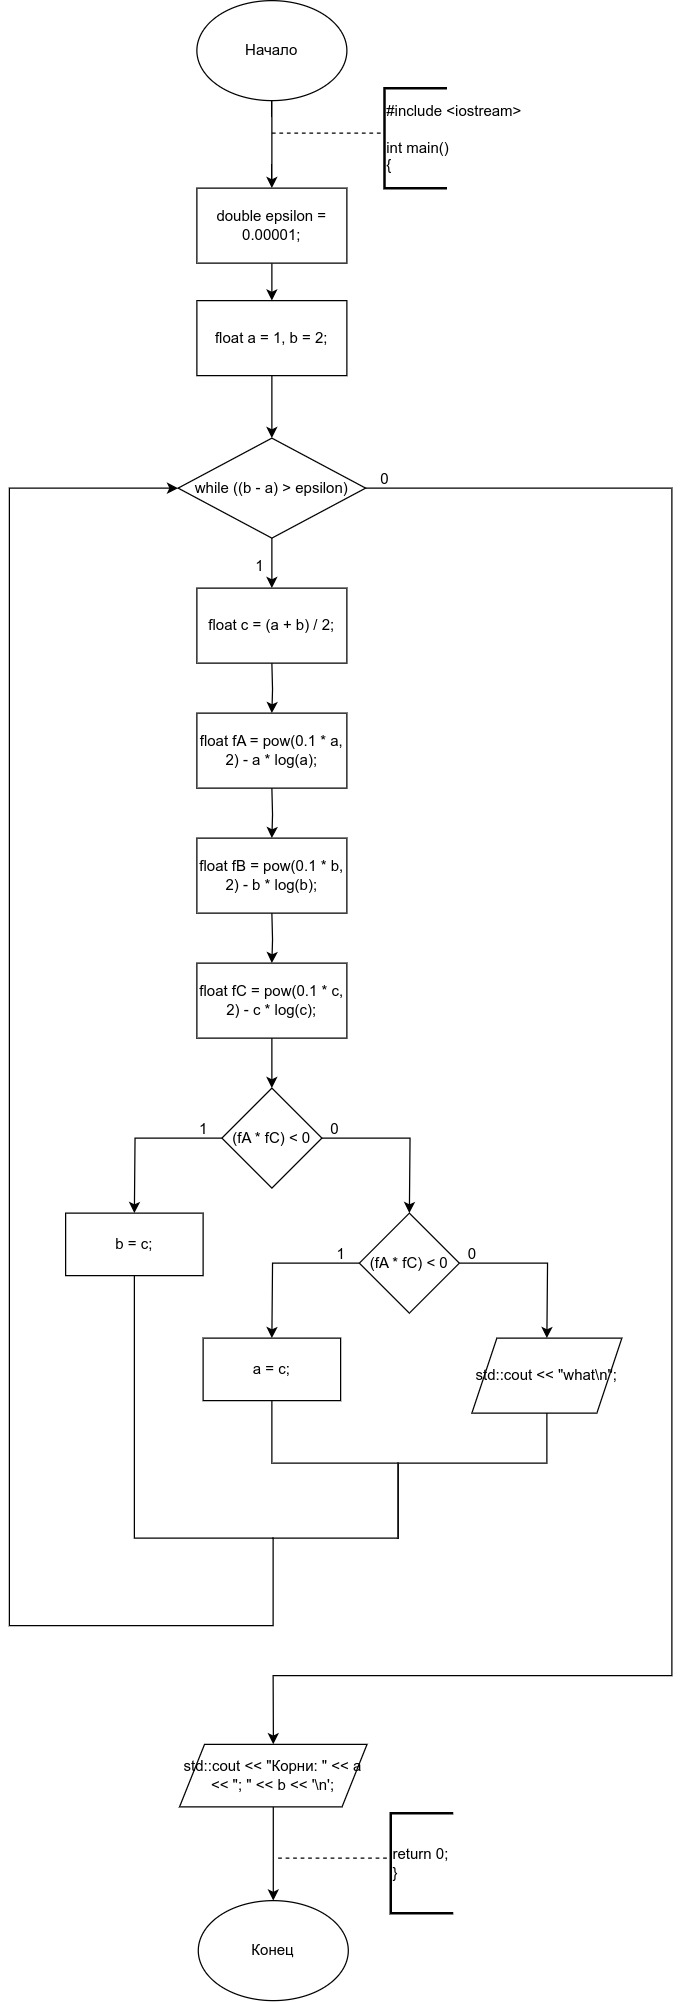 Начало
#include <iostream>
int main()
{
double epsilon =
0.00001;
float a = 1, b = 2;
while ((b - a) > epsilon)
0
1
float c = (a + b) / 2;
float fA = pow(0.1 * a,
2) - a * log(a);
float fB = pow(0.1 * b,
2) - b * log(b);
float fC = pow(0.1 * c,
2) - c * log(c);
1
(fA * fC) < 0
0
b = c;
1
(fA * fC) < 0
0
a = c;
std::cout << "what\n";
std::cout << "Корни: " << a
<< "; " << b << '\n';
return 0;
}
Конец